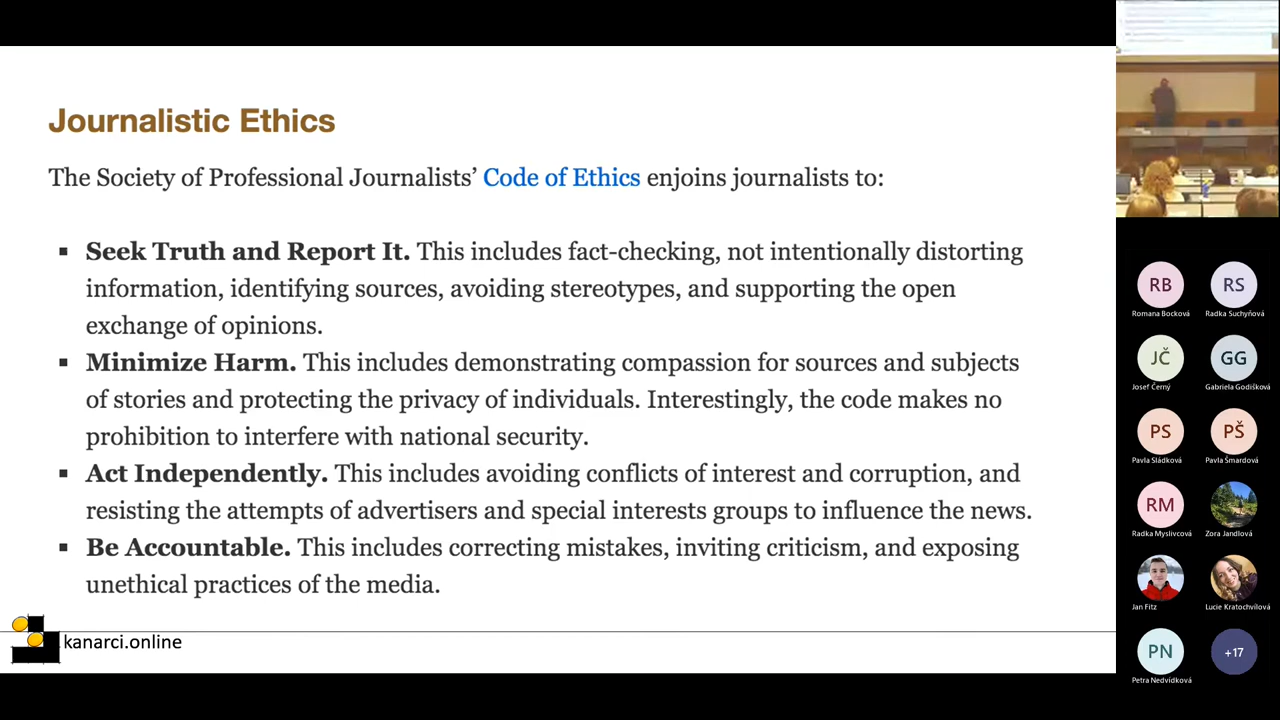 Journalistic Ethics
The Society of Professional Journalists’ Code of Ethics enjoins journalists to:
▪ Seek Truth and Report It. This includes fact-checking, not intentionally distorting
information, identifying sources, avoiding stereotypes, and supporting the open
exchange of opinions.
▪ Minimize Harm. This includes demonstrating compassion for sources and subjects
of stories and protecting the privacy of individuals. Interestingly, the code makes no
prohibition to interfere with national security.
▪ Act Independently. This includes avoiding conflicts of interest and corruption, and
resisting the attempts of advertisers and special interests groups to influence the news.
▪ Be Accountable. This includes correcting mistakes, inviting criticism, and exposing
unethical practices of the media.
kanarci.online
RB RS
Romana Bocková Radka Suchyňová
JČ GG
Josef Černý Gabriela Godišková
PS PŠ
Pavla Sládková Pavla Šmardová
RM
Radka Myslivcová Zora Jandlová
Jan Fitz Lucie Kratochvílová
PN +17
Petra Nedvídková